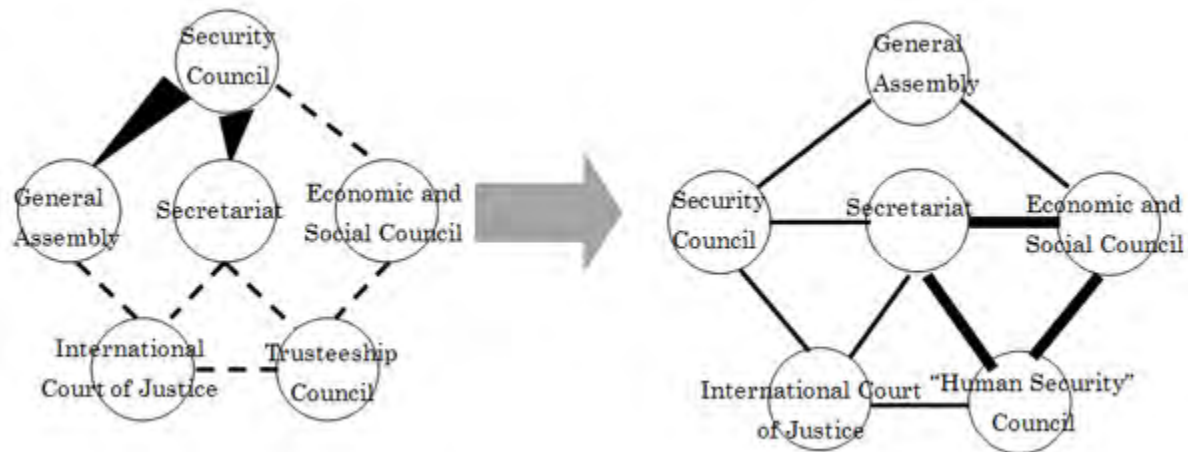 Security
Council
General
Assembly
Secretariat
Economic and
Social Council
International
Court of Justice
Trusteeship
Council
General
Assembly
Security
Council
Secretariat
Economic and
Social Council
International Court
of Justice
“Human Security”
Council